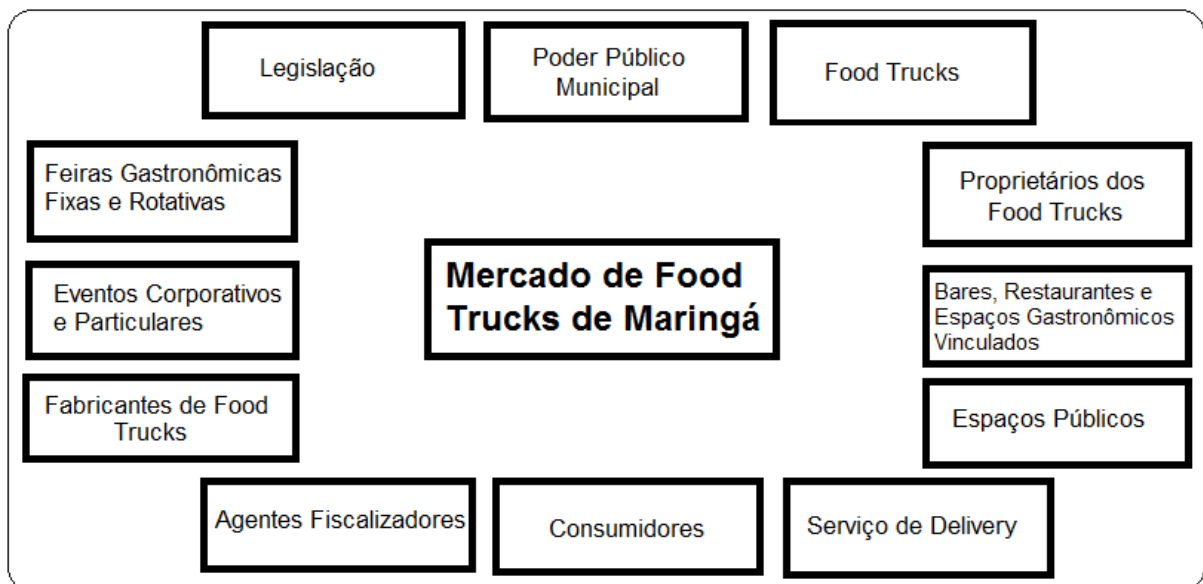 Legislação
Poder Público
Municipal
Food Trucks
Feiras Gastronômicas
Fixas e Rotativas
Proprietários dos
Food Trucks
Mercado de Food
Trucks de Maringá
Eventos Corporativos
e Particulares
Bares, Restaurantes e
Espaços Gastronômicos
Vinculados
Fabricantes de Food
Trucks
Espaços Públicos
Agentes Fiscalizadores
Consumidores
Serviço de Delivery